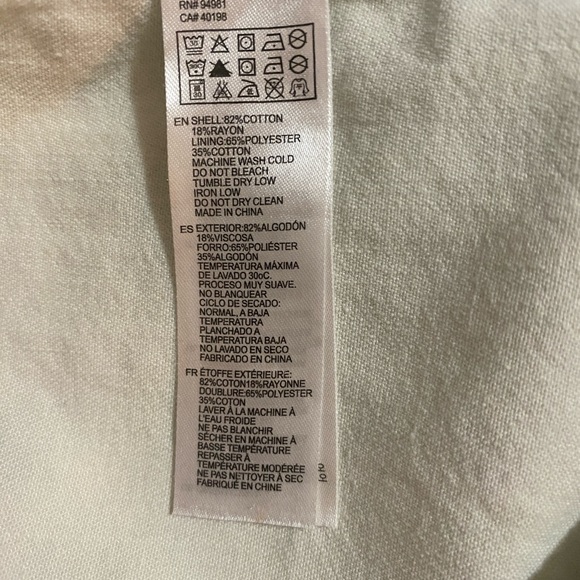 RN# 94981
CA# 40198
EN SHELL:82%COTTON
18%RAYON
LINING:65%POLYESTER
35%COTTON
MACHINE WASH COLD
DO NOT BLEACH
TUMBLE DRY LOW
IRON LOW
DO NOT DRY CLEAN
MADE IN CHINA
ES EXTERIOR:82%ALGODÓN
18%VISCOSA
FORRO:65%POLIÉSTER
35%ALGODÓN
TEMPERATURA MÁXIMA
DE LAVADO 30oC.
PROCESO MUY SUAVE.
NO BLANQUEAR
CICLO DE SECADO:
NORMAL, A BAJA
TEMPERATURA
PLANCHADO A
TEMPERATURA BAJA
NO LAVADO EN SECO
FABRICADO EN CHINA
FR ÉTOFFE EXTÉRIEURE:
82%COTON18%RAYONNE
DOUBLURE:65%POLYESTER
35%COTON
LAVER À LA MACHINE À
L'EAU FROIDE
NE PAS BLANCHIR
SÉCHER EN MACHINE À
BASSE TEMPÉRATURE
REPASSER À
TEMPÉRATURE MODÉRÉE
NE PAS NETTOYER À SEC
FABRIQUÉ EN CHINE